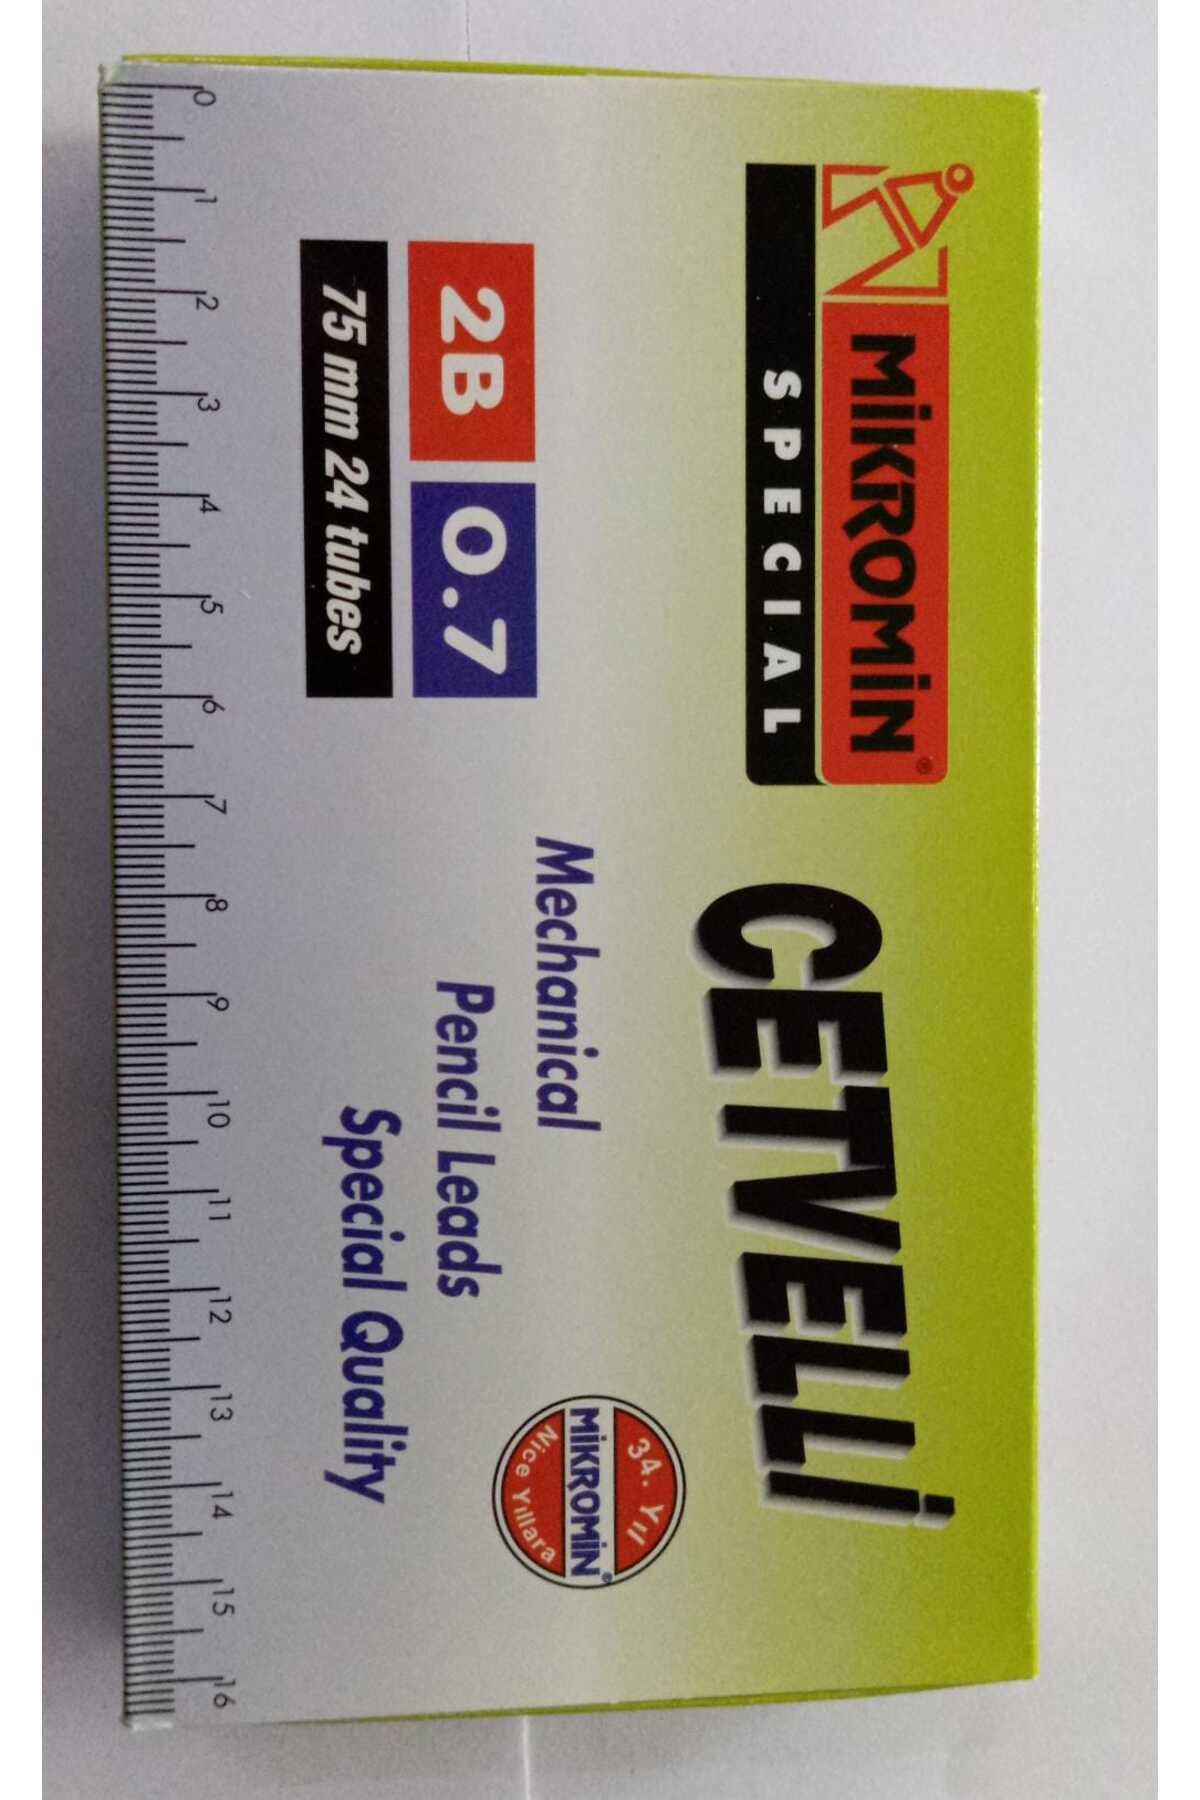 MİKROMİN®
SPECIAL
CETVELLİ
2B 0.7
75 mm 24 tubes
Mechanical
Pencil Leads
Special Quality
34. Yıl
MİKROMİN®
Nice Yıllara
0 1 2 3 4 5 6 7 8 9 10 11 12 13 14 15 16